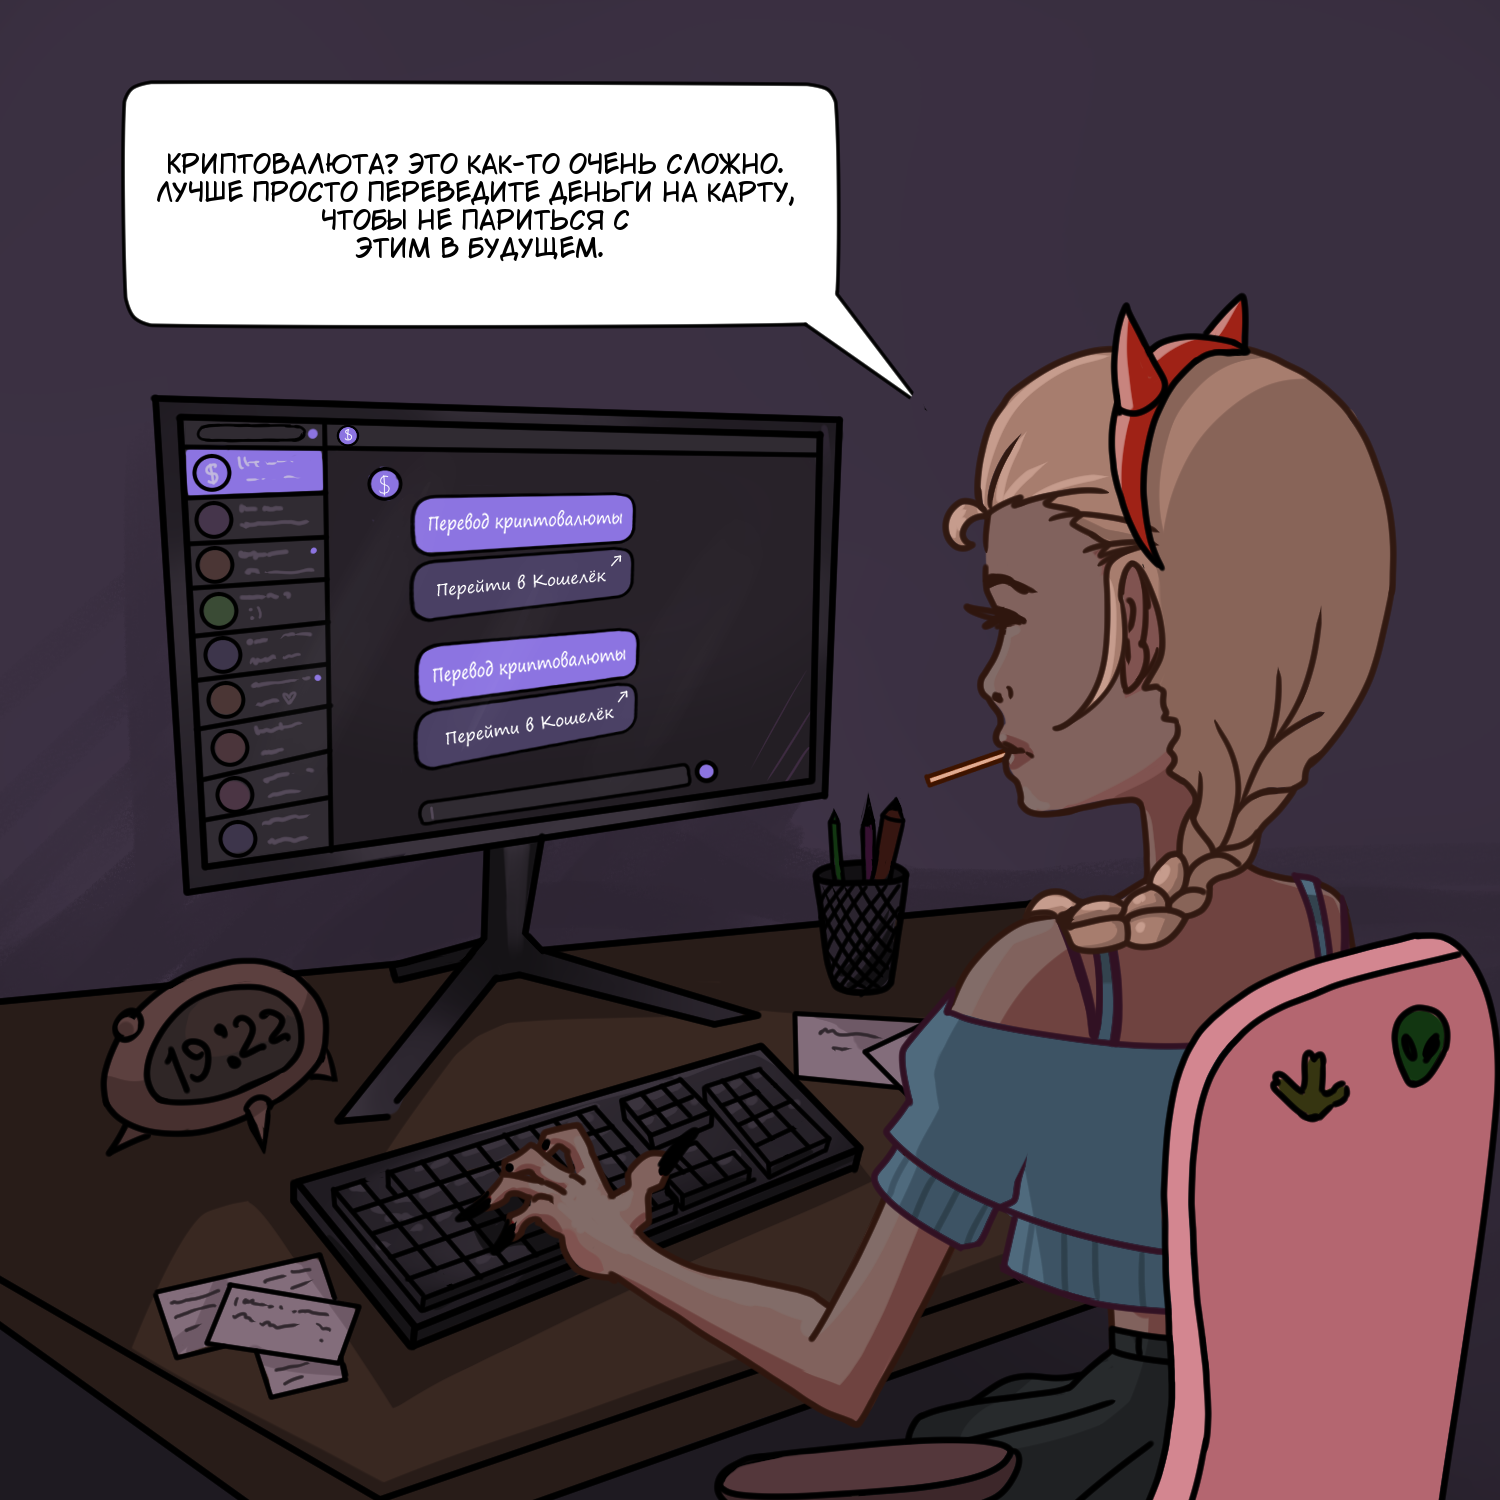 КРИПТОВАЛЮТА? ЭТО КАК-ТО ОЧЕНЬ СЛОЖНО.
ЛУЧШЕ ПРОСТО ПЕРЕВЕДИТЕ ДЕНЬГИ НА КАРТУ,
ЧТОБЫ НЕ ПАРИТЬСЯ С
ЭТИМ В БУДУЩЕМ.
$
$
$
Перевод криптовалюты
Перейти в Кошелёк
:)
Перевод криптовалюты
Перейти в Кошелёк
19:22